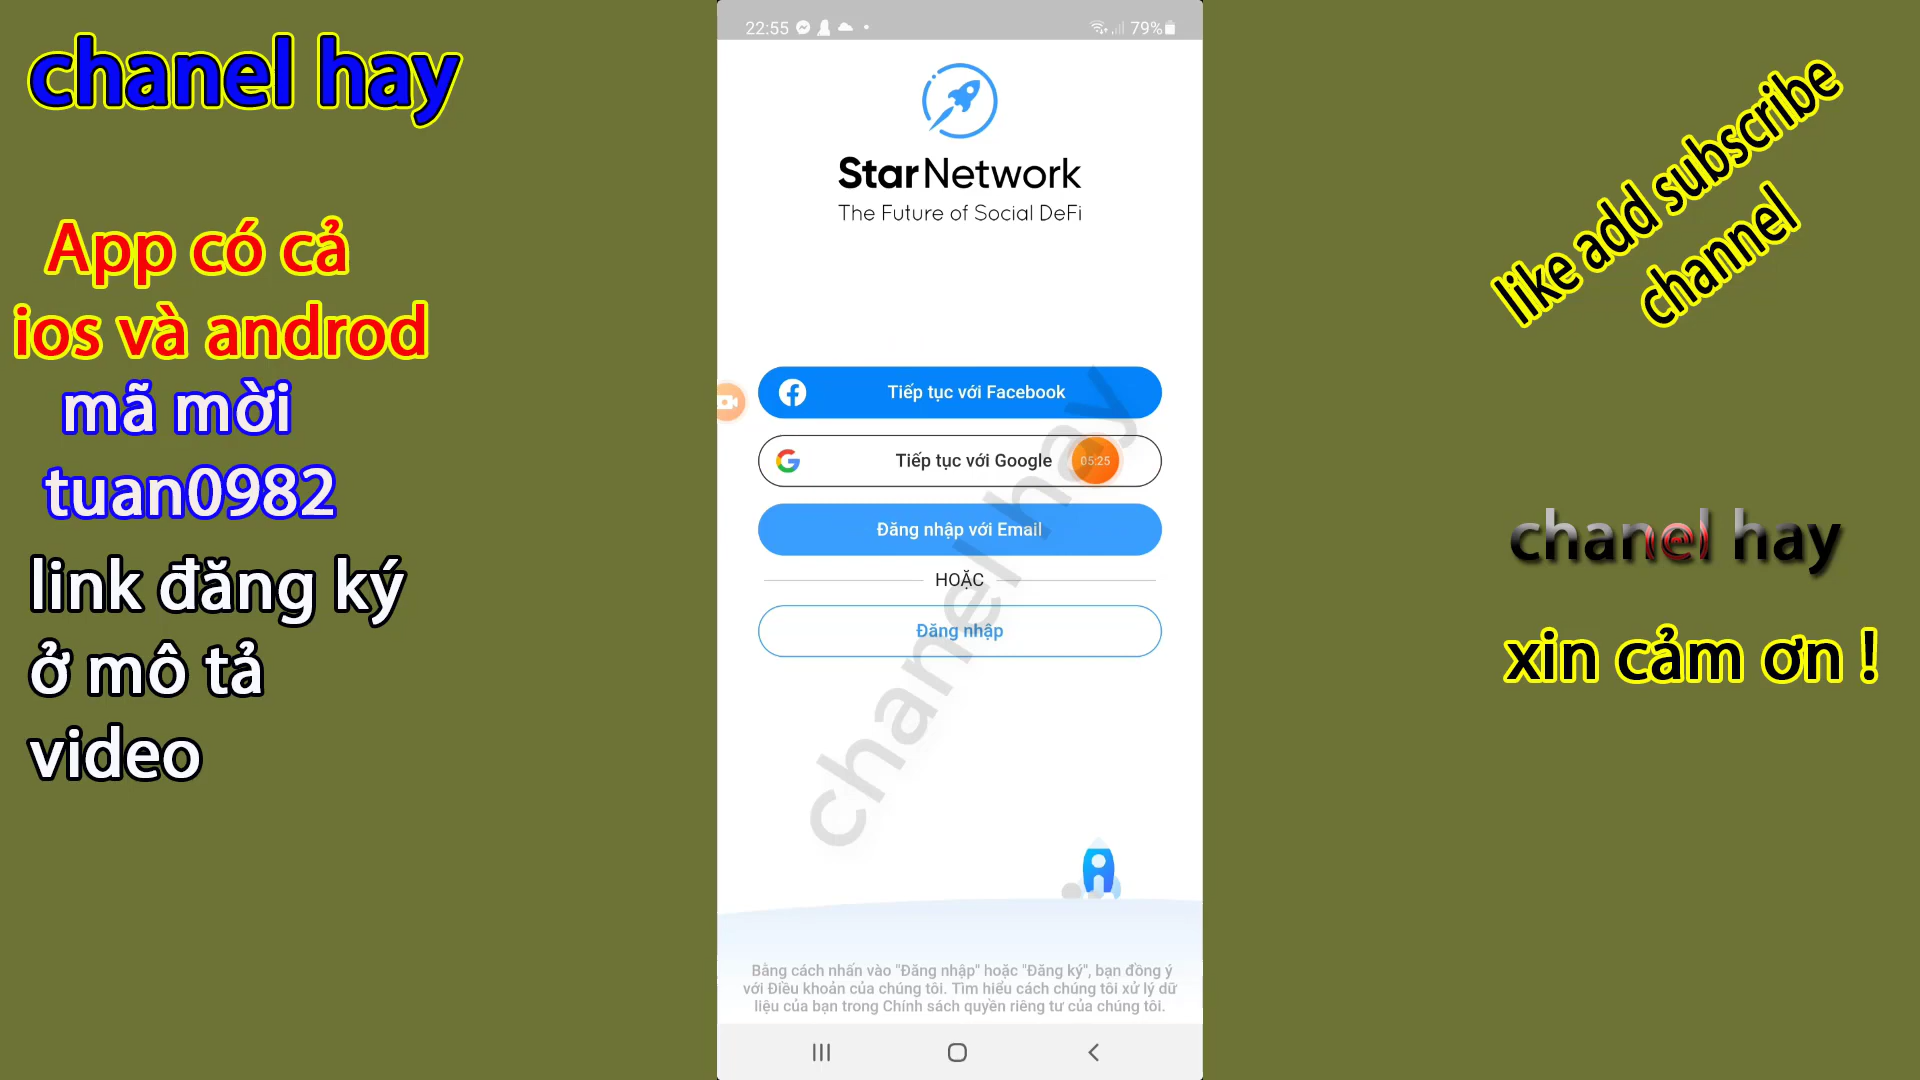 chanel hay
App có cả
ios và androd
mã mời
tuan0982
link đăng ký
ở mô tả
video
22:55
79%
StarNetwork
The Future of Social DeFi
Tiếp tục với Facebook
Tiếp tục với Google
05:25
Đăng nhập với Email
HOẶC
Đăng nhập
chanel hay
Bằng cách nhấn vào "Đăng nhập" hoặc "Đăng ký", bạn đồng ý
với Điều khoản của chúng tôi. Tìm hiểu cách chúng tôi xử lý dữ
liệu của bạn trong Chính sách quyền riêng tư của chúng tôi.
like add subscribe
channel
chanel hay
xin cảm ơn !